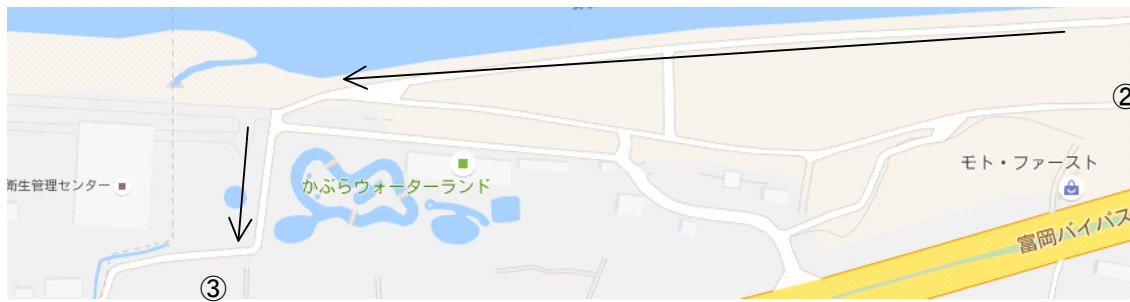 ②
モト・ファースト
衛生管理センター
かぶらウォーターランド
富岡バイパス
③